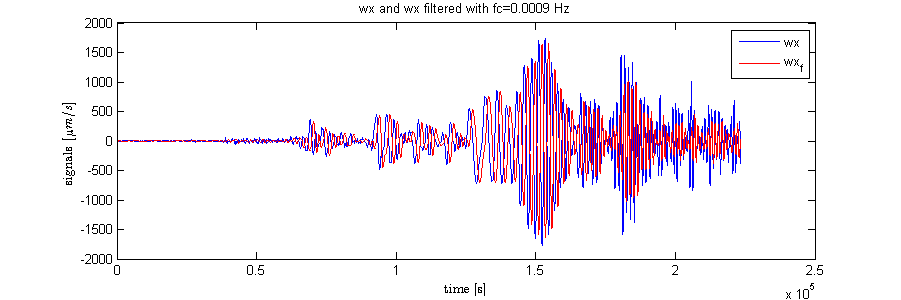 wx and wx filtered with fc=0.0009 Hz
2000
1500
1000
500
0
-500
-1000
-1500
-2000
signals [μm/s]
wx
wx_f
0
0.5
1
1.5
2
2.5
time [s]
x 10^5